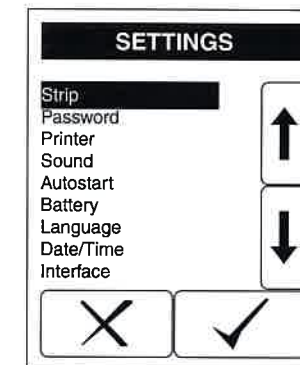 SETTINGS
Strip
Password
Printer
Sound
Autostart
Battery
Language
Date/Time
Interface